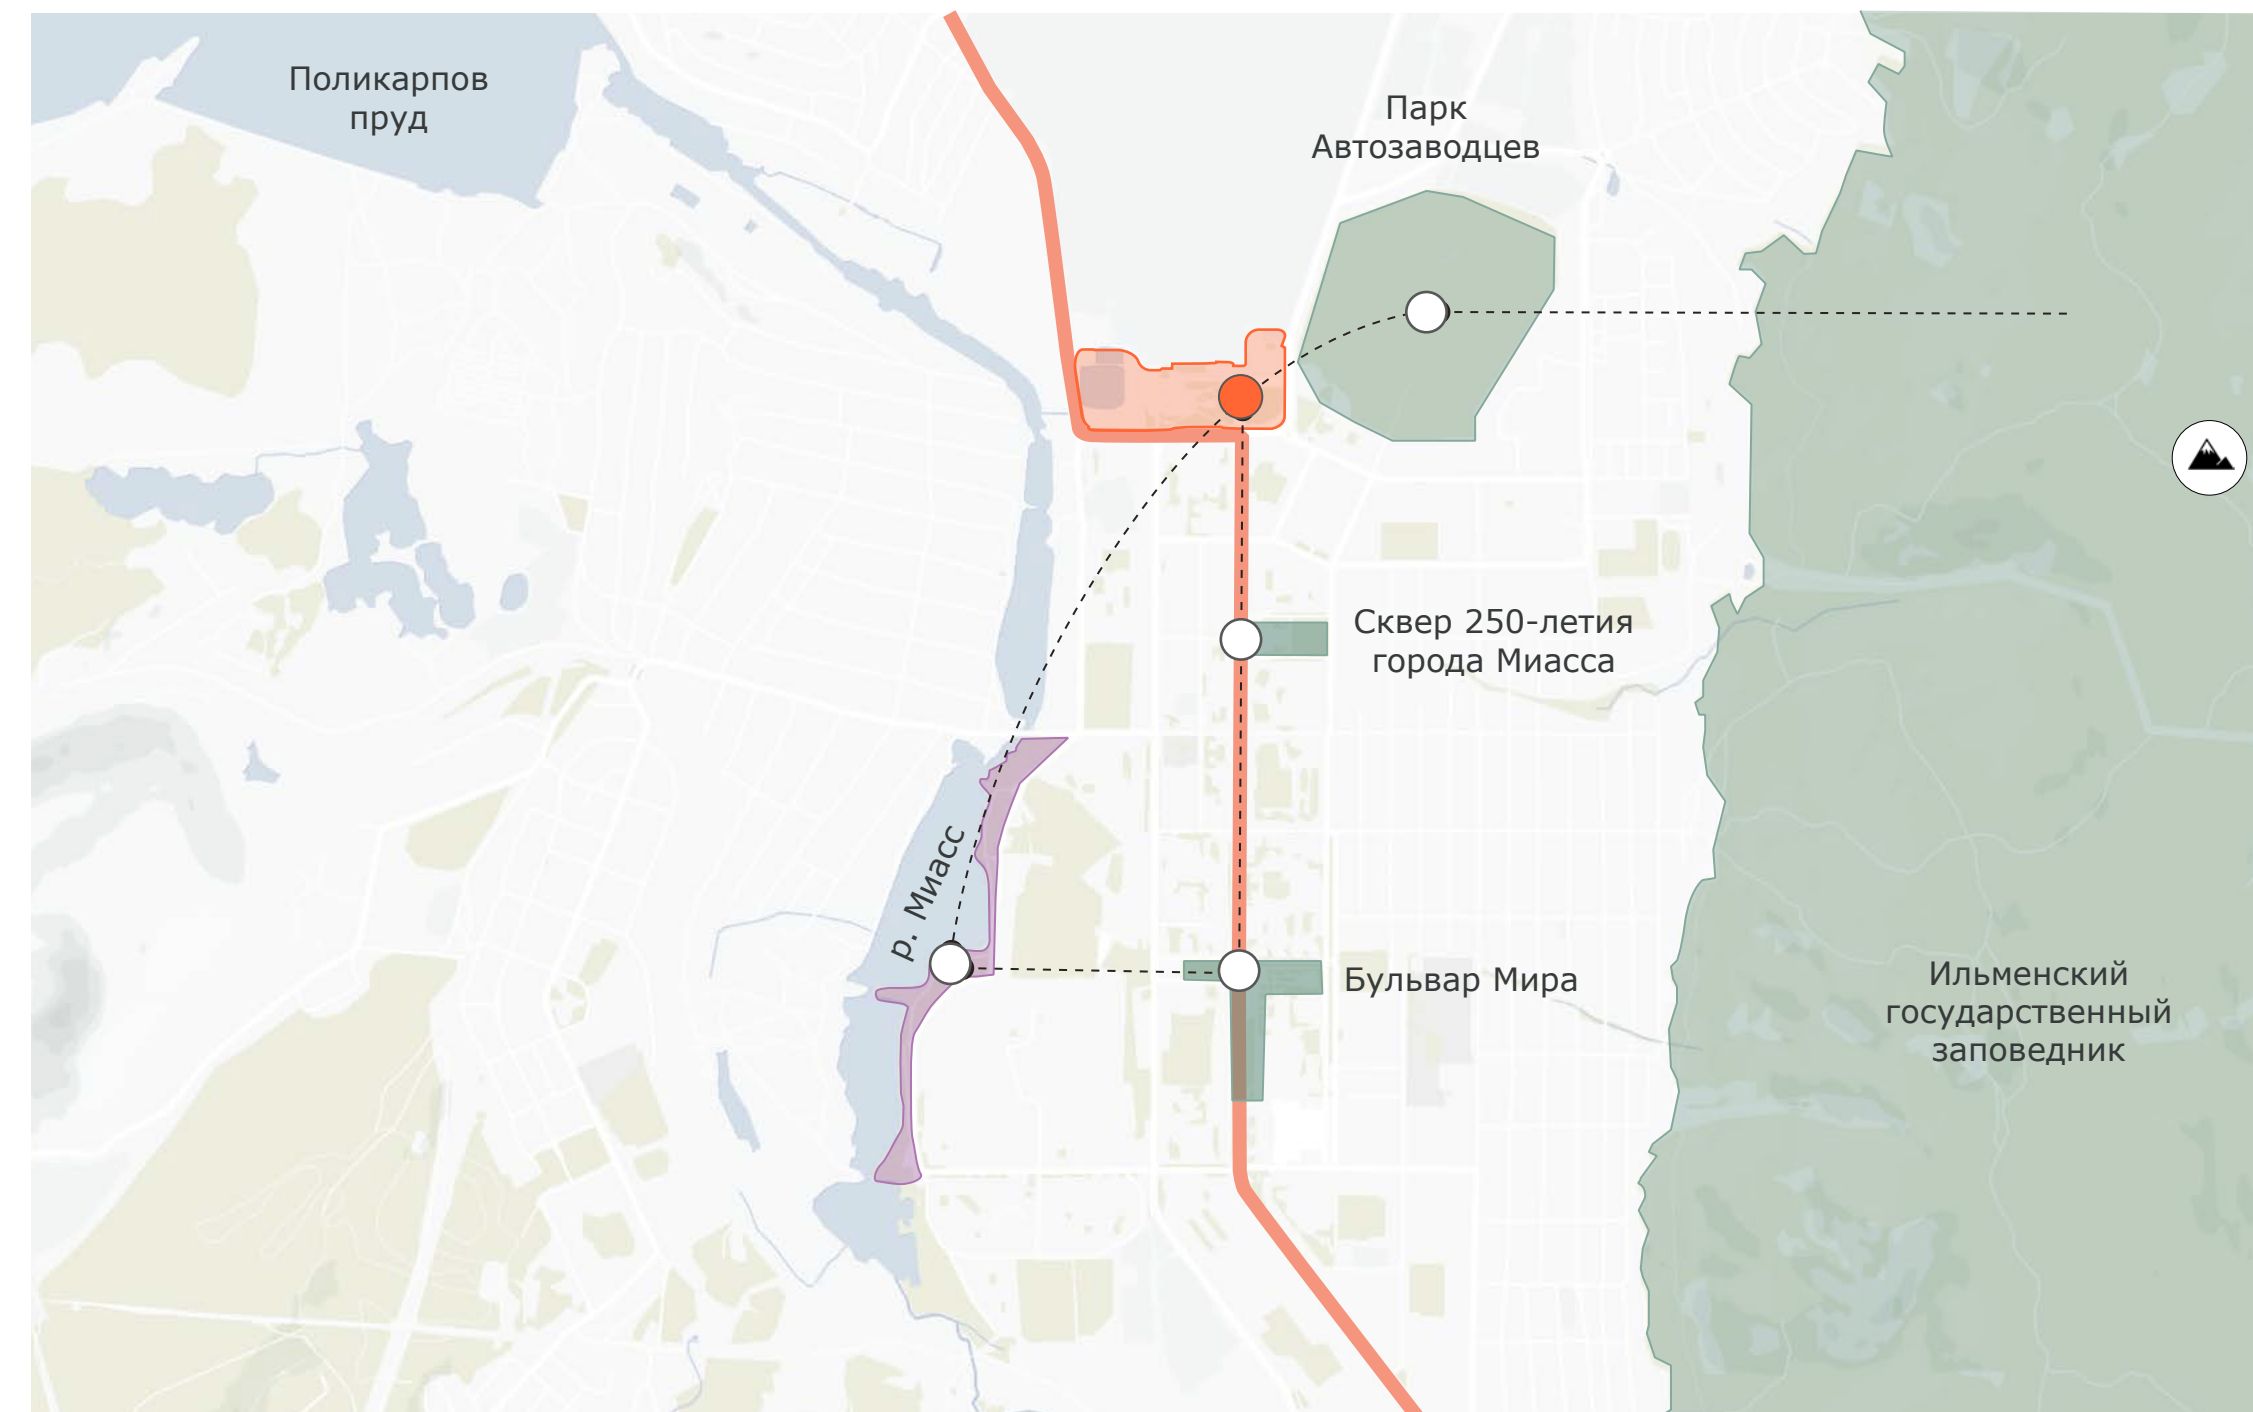 Поликарпов
пруд
Парк
Автозаводцев
Сквер 250-летия
города Миасса
р. Миасс
Бульвар Мира
Ильменский
государственный
заповедник